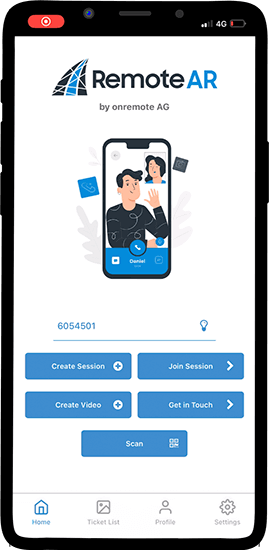 4G
RemoteAR
by onremote AG
Daniel
6054501
Create Session
Join Session
Create Video
Get in Touch
Scan
Home
Ticket List
Profile
Settings